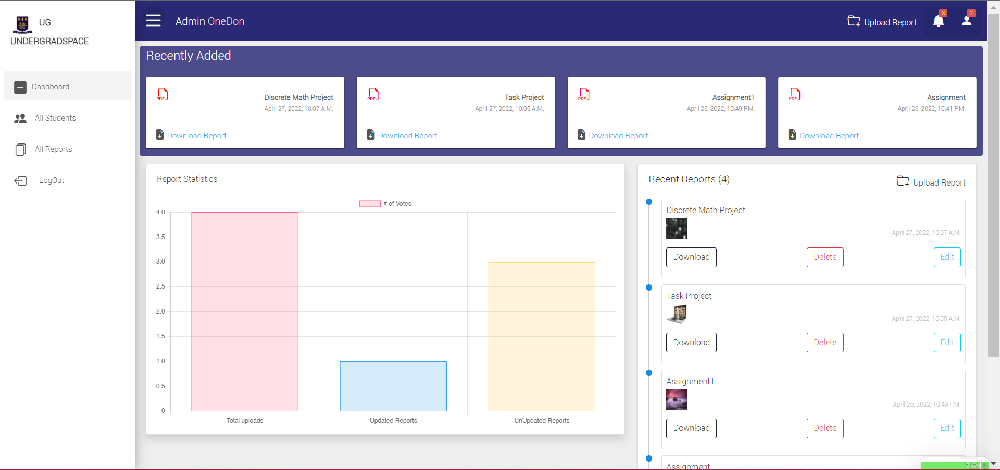 UG
UNDERGRADSPACE
Dashboard
All Students
All Reports
LogOut
Admin OneDon
Upload Report
3
2
Recently Added
PDF
Discrete Math Project
April 27, 2022, 10:07 A.M.
Download Report
PDF
Task Project
April 27, 2022, 10:05 A.M.
Download Report
PDF
Assignment1
April 26, 2022, 10:49 P.M.
Download Report
PDF
Assignment
April 26, 2022, 10:41 P.M.
Download Report
Report Statistics
# of Votes
4.0
3.5
3.0
2.5
2.0
1.5
1.0
0.5
0
Total uploads
Updated Reports
UnUpdated Reports
Recent Reports (4)
Upload Report
Discrete Math Project
April 27, 2022, 10:07 A.M.
Download
Delete
Edit
Task Project
April 27, 2022, 10:05 A.M.
Download
Delete
Edit
Assignment1
April 26, 2022, 10:49 P.M.
Download
Delete
Edit
Assignment
5 KB/s